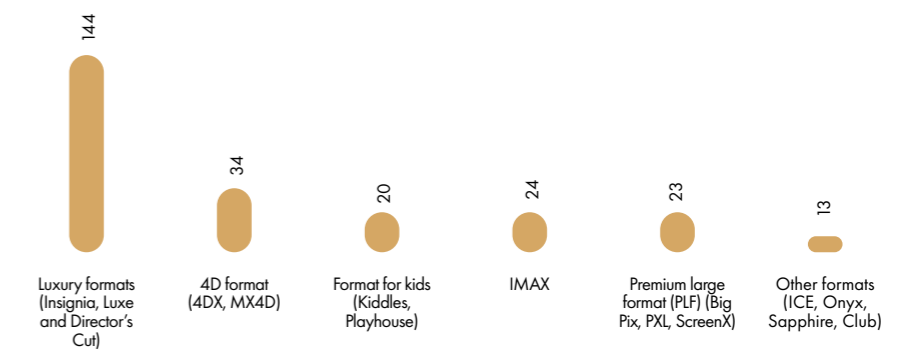 144
34
20
24
23
13
Luxury formats
(Insignia, Luxe
and Director's
Cut)
4D format
(4DX, MX4D)
Format for kids
(Kiddles,
Playhouse)
IMAX
Premium large
format (PLF) (Big
Pix, PXL, ScreenX)
Other formats
(ICE, Onyx,
Sapphire, Club)